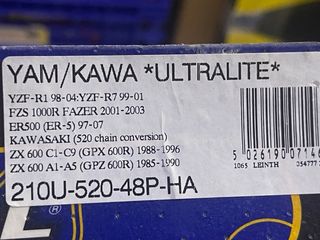 YAM/KAWA *ULTRALITE*
YZF-R1 98-04:YZF-R7 99-01
FZS 1000R FAZER 2001-2003
ER500 (ER-5) 97-07
KAWASAKI (520 chain conversion)
ZX 600 C1-C9 (GPX 600R) 1988-1996
ZX 600 A1-A5 (GPZ 600R) 1985-1990
210U-520-48P-HA
5 026190 07146
1065 LEINTH 054777